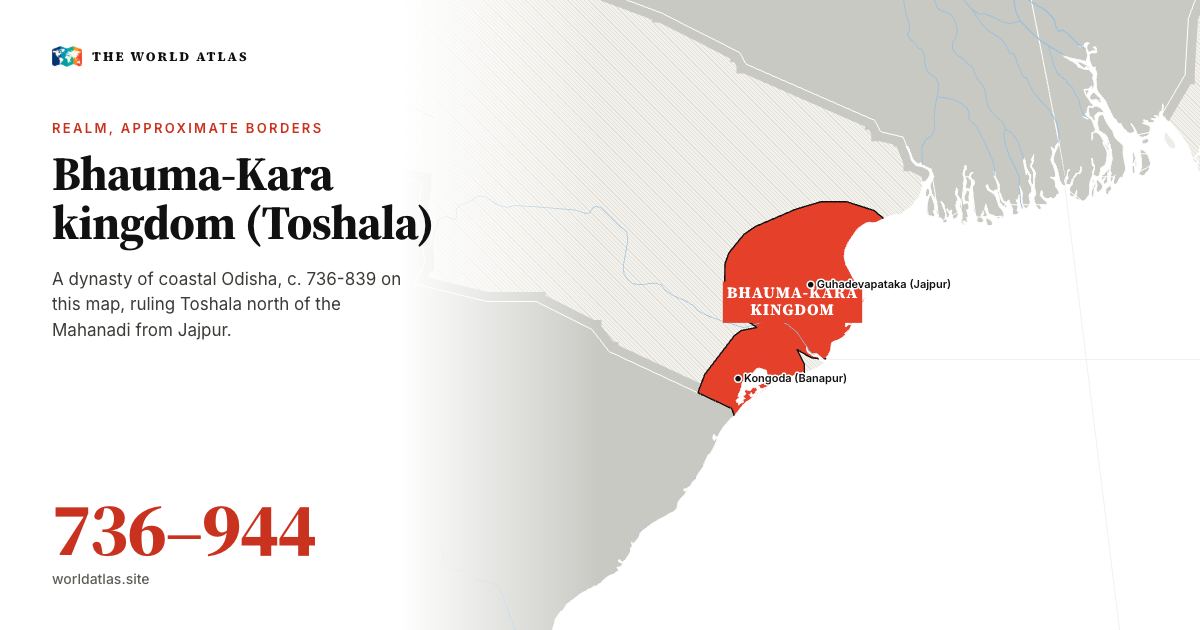 THE WORLD ATLAS
REALM, APPROXIMATE BORDERS
Bhauma-Kara
kingdom (Toshala)
A dynasty of coastal Odisha, c. 736-839 on
this map, ruling Toshala north of the
Mahanadi from Jajpur.
736–944
worldatlas.site
Guhadevapataka (Jajpur)
BHAUMA-KARA
KINGDOM
Kongoda (Banapur)